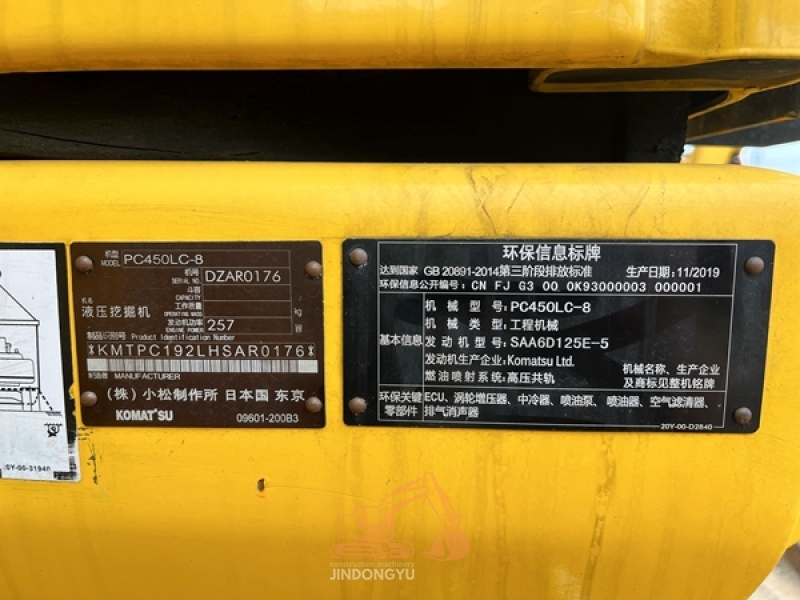 机型 MODEL PC450LC-8
机号 SERIAL NO. DZAR0176
斗容 CAPACITY
工作质量 OPERATING MASS kg
机名 液压挖掘机
发动机功率 ENGINE POWER 257
制品识别号 Product Identification Number
*KMTPC192LHSAR0176*
制造者 MANUFACTURER
(株)小松制作所 日本国 东京
KOMATSU 09601-200B3
环保信息标牌
达到国家 GB 20891-2014第三阶段排放标准 生产日期: 11/2019
环保信息公开编号: CN FJ G3 00 0K93000003 000001
基本信息
机械型号: PC450LC-8
机械类型: 工程机械
发动机型号: SAA6D125E-5
发动机生产企业: Komatsu Ltd.
燃油喷射系统: 高压共轨
机械名称、生产企业
及商标见整机铭牌
环保关键零部件
ECU、涡轮增压器、中冷器、喷油泵、喷油器、空气滤清器、
排气消声器
20Y-00-D2840
0Y-00-31940
construction machinery
JINDONGYU